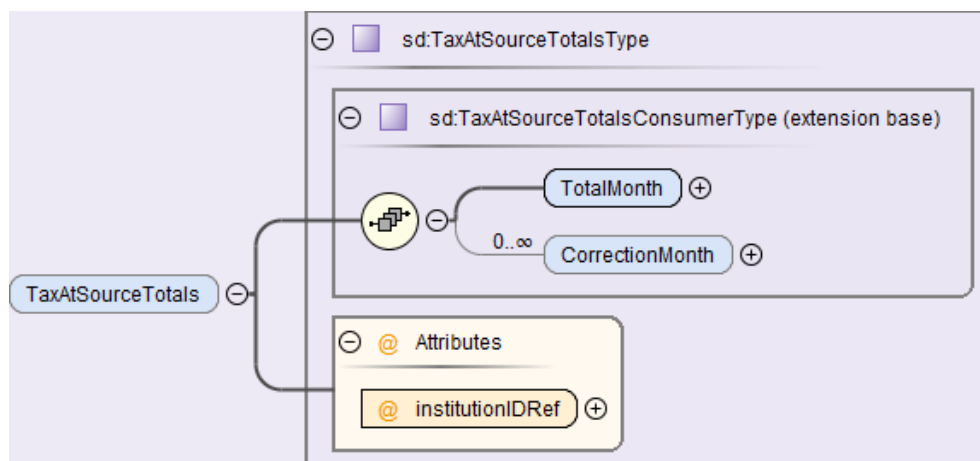 sd:TaxAtSourceTotalsType
sd:TaxAtSourceTotalsConsumerType (extension base)
TotalMonth
0..∞
CorrectionMonth
TaxAtSourceTotals
@ Attributes
@ institutionIDRef